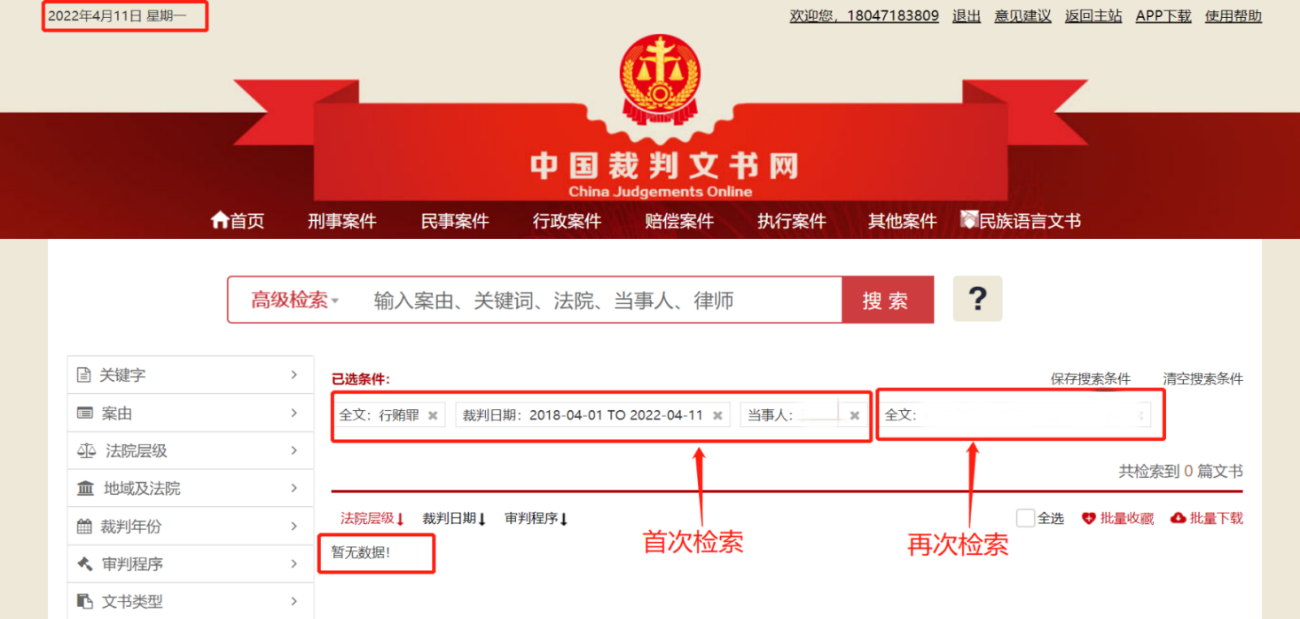 2022年4月11日 星期一
欢迎您，18047183809 退出 意见建议 返回主站 APP下载 使用帮助
中国裁判文书网
China Judgements Online
首页 刑事案件 民事案件 行政案件 赔偿案件 执行案件 其他案件 民族语言文书
高级检索 输入案由、关键词、法院、当事人、律师 搜索 ?
关键字
案由
法院层级
地域及法院
裁判年份
审判程序
文书类型
已选条件:
保存搜索条件 清空搜索条件
全文：行贿罪 × 裁判日期：2018-04-01 TO 2022-04-11 × 当事人： × 全文：
共检索到 0 篇文书
法院层级 裁判日期 审判程序
全选 批量收藏 批量下载
暂无数据!
首次检索
再次检索